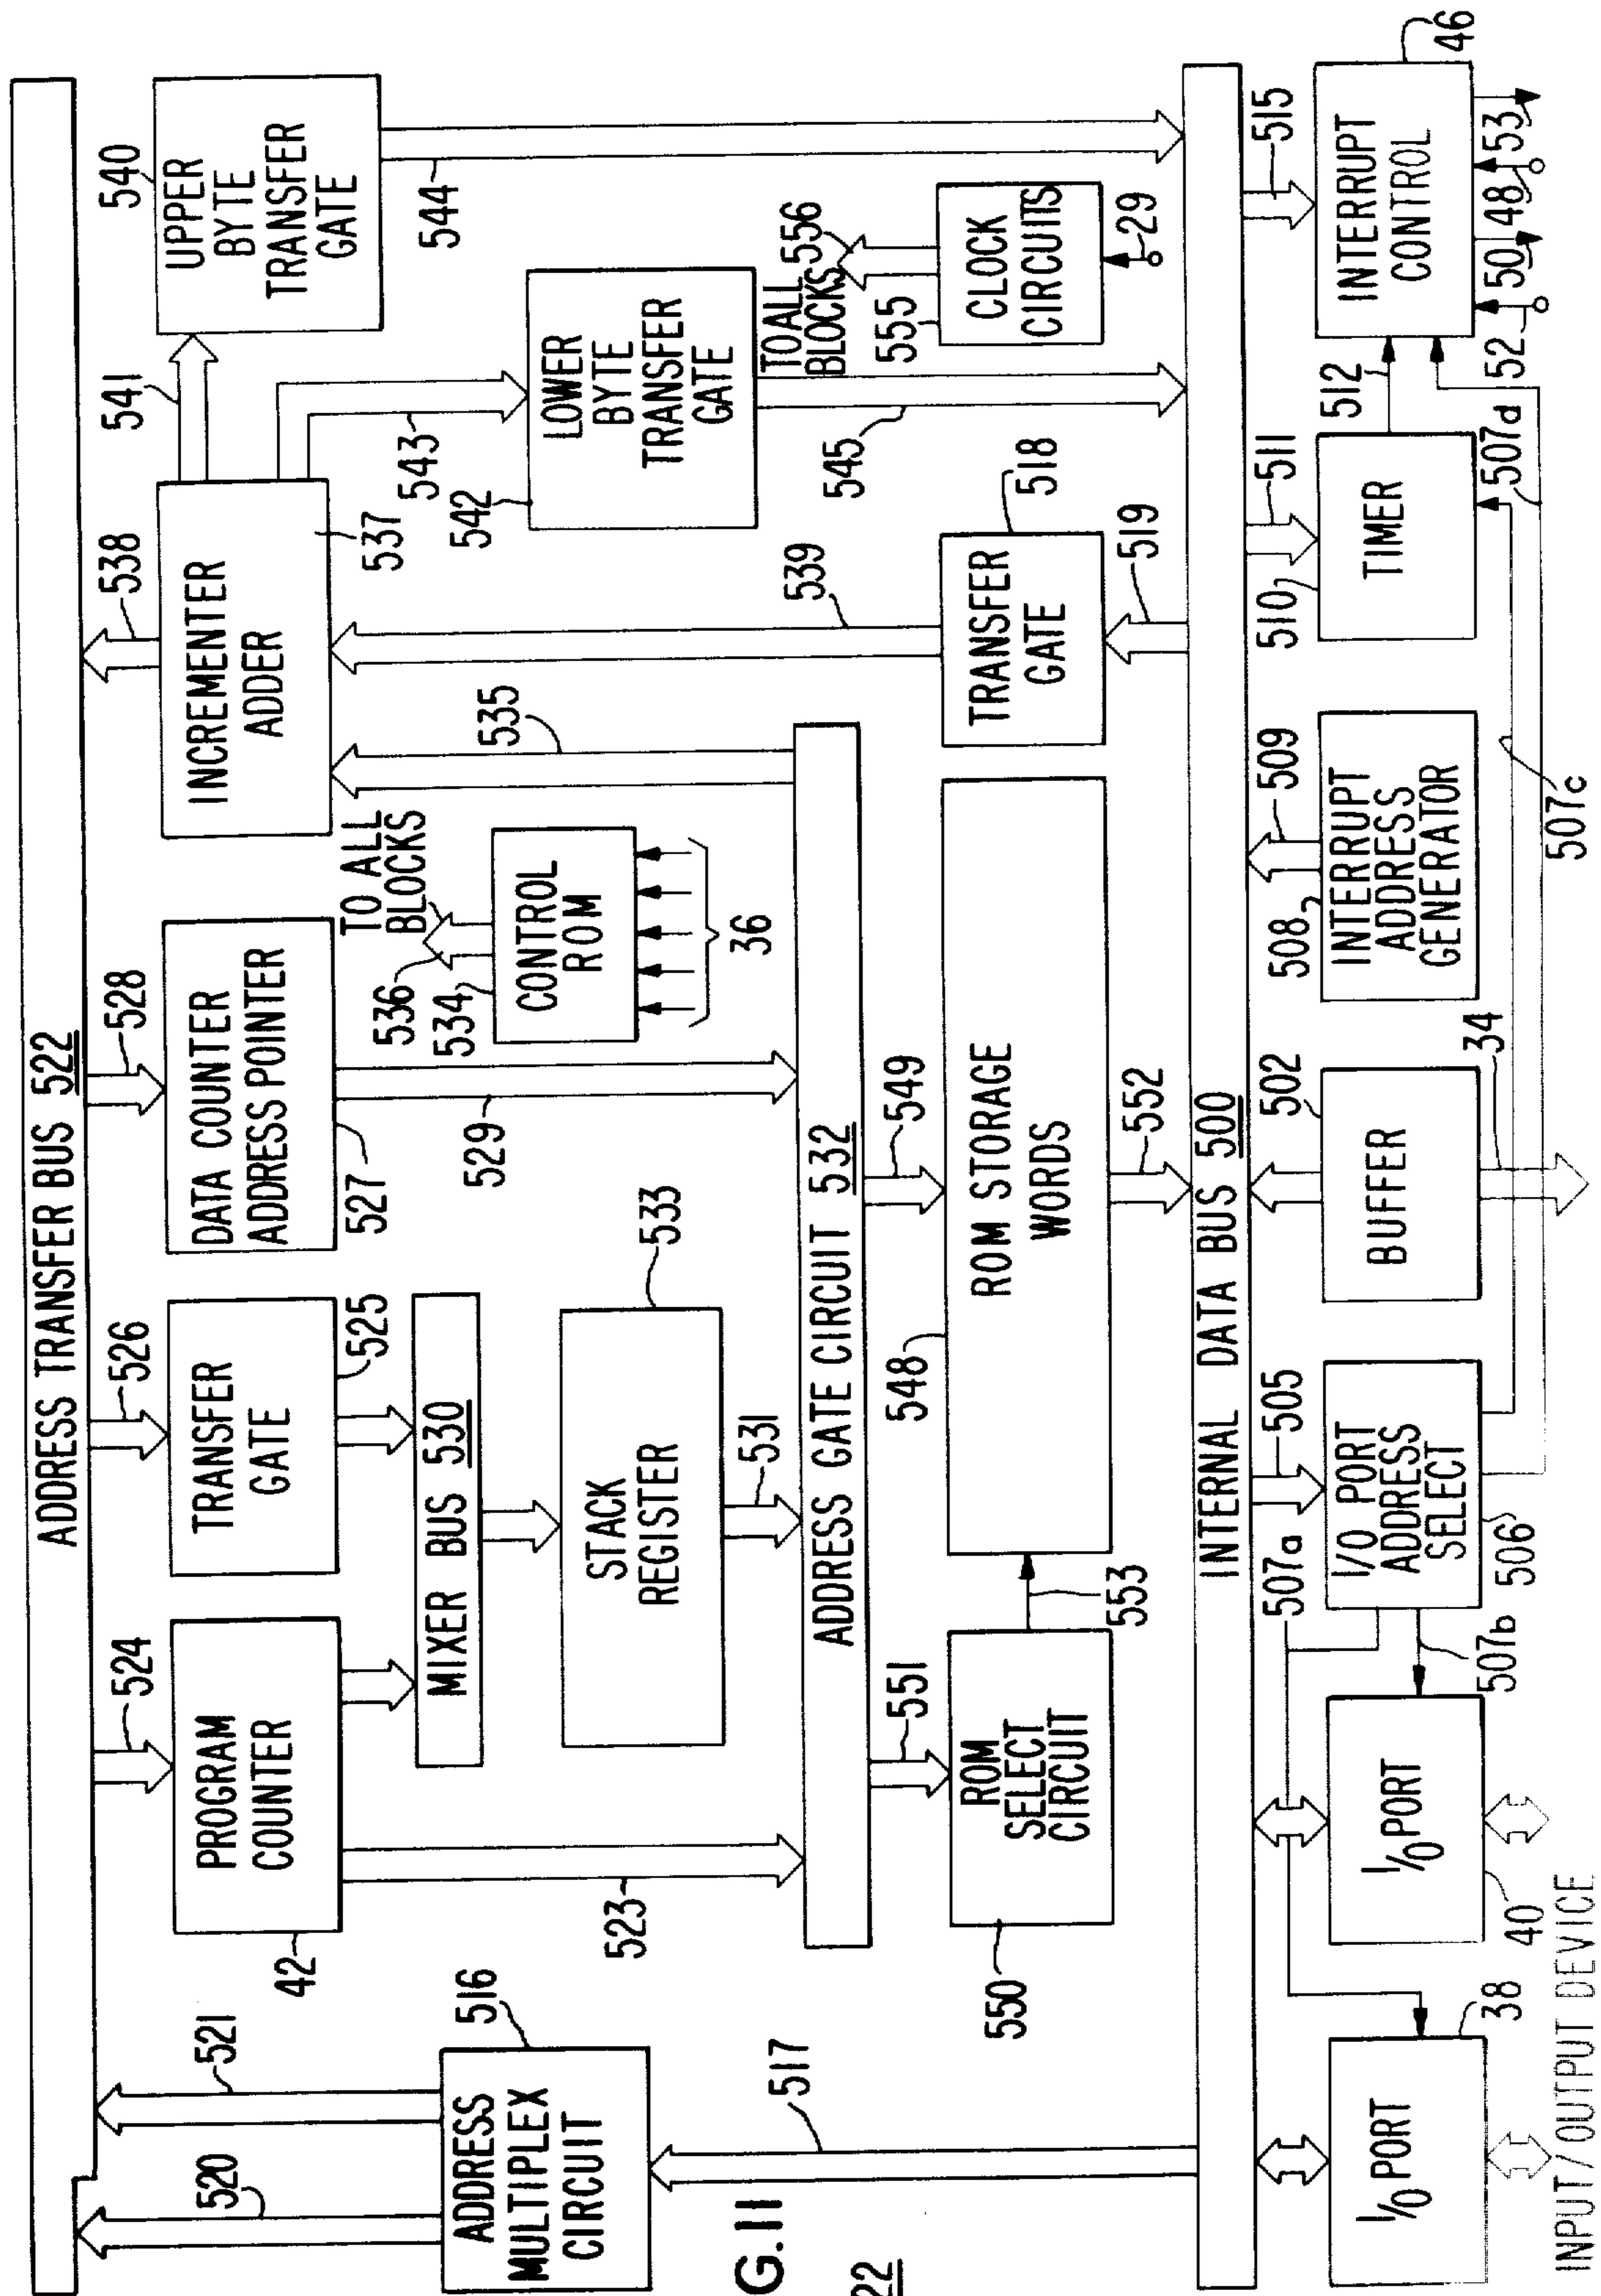 ADDRESS TRANSFER BUS 522
520
521
524
526
528
538
541
540
UPPER
BYTE
TRANSFER
GATE
544
PROGRAM
COUNTER
42
TRANSFER
GATE
525
DATA COUNTER
ADDRESS POINTER
527
INCREMENTER
ADDER
537
543
516
ADDRESS
MULTIPLEX
CIRCUIT
MIXER BUS 530
529
536
TO ALL
BLOCKS
534
CONTROL
ROM
36
535
539
542
LOWER
BYTE
TRANSFER
GATE
545
523
STACK
REGISTER
533
531
TO ALL
BLOCKS
556
555
CLOCK
CIRCUITS
29
ADDRESS GATE CIRCUIT 532
517
G.11
22
551
549
550
ROM
SELECT
CIRCUIT
553
548
ROM STORAGE
WORDS
552
TRANSFER
GATE
518
519
INTERNAL DATA BUS 500
507a
505
502
509
511
515
I/O PORT
38
I/O PORT
40
507b
I/O PORT
ADDRESS
SELECT
506
BUFFER
34
508
INTERRUPT
ADDRESS
GENERATOR
507c
510
TIMER
512
507d
INTERRUPT
CONTROL
46
52
50
48
53
INPUT/OUTPUT DEVICE